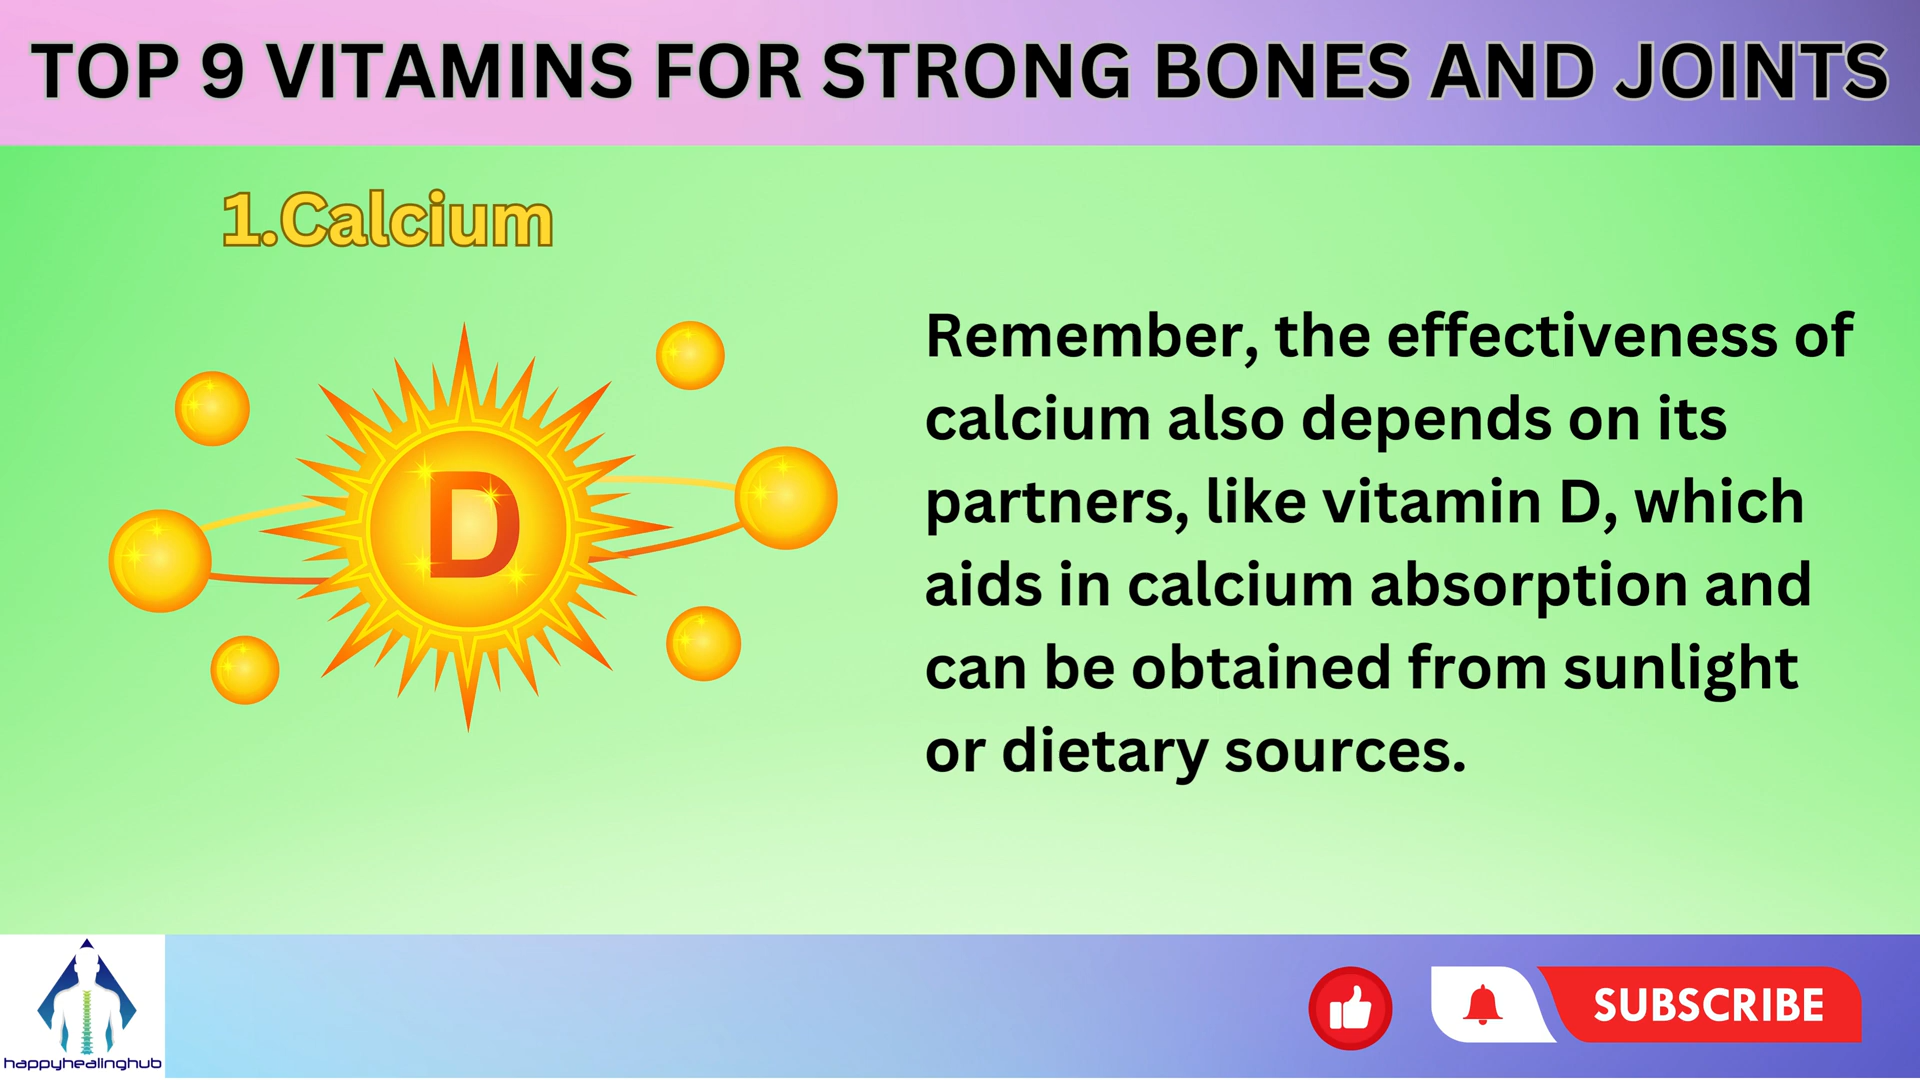 TOP 9 VITAMINS FOR STRONG BONES AND JOINTS
1.Calcium
D
Remember, the effectiveness of
calcium also depends on its
partners, like vitamin D, which
aids in calcium absorption and
can be obtained from sunlight
or dietary sources.
happyhealinghub
SUBSCRIBE